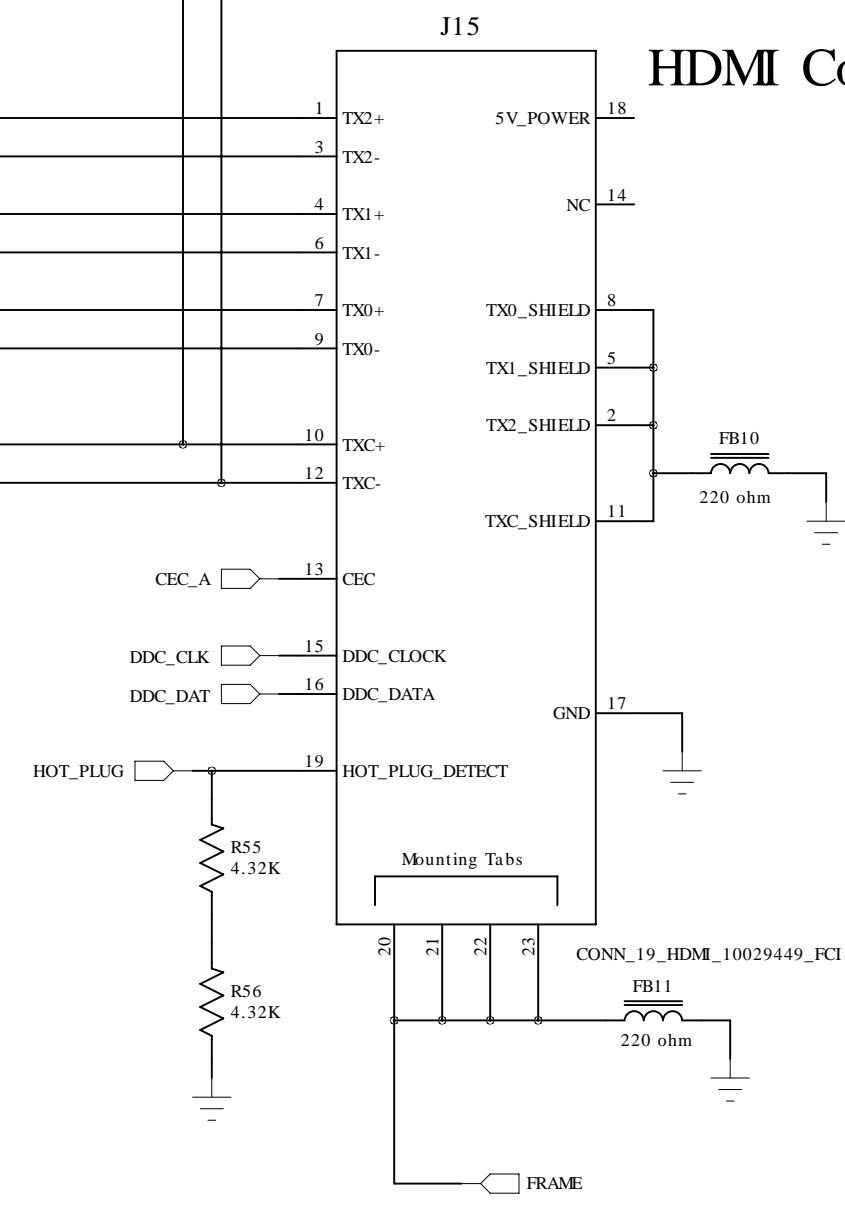 J15
HDMI Co
1 TX2+ 5V_POWER 18
3 TX2-
4 TX1+ NC 14
6 TX1-
7 TX0+ TX0_SHIELD 8
9 TX0-
TX1_SHIELD 5
TX2_SHIELD 2
10 TXC+ FB10
12 TXC- 220 ohm
TXC_SHIELD 11
CEC_A 13 CEC
DDC_CLK 15 DDC_CLOCK
DDC_DAT 16 DDC_DATA
GND 17
HOT_PLUG 19 HOT_PLUG_DETECT
R55
4.32K
Mounting Tabs
20 21 22 23
CONN_19_HDMI_10029449_FCI
R56
4.32K
FB11
220 ohm
FRAME